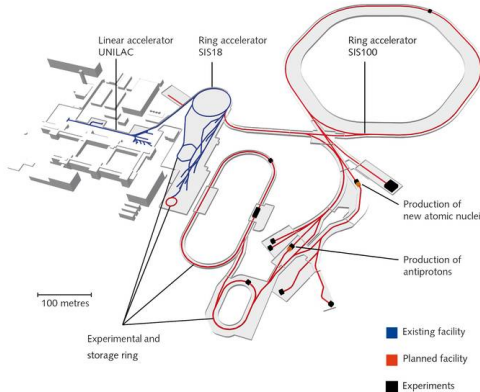 Linear accelerator
UNILAC
Ring accelerator
SIS18
Ring accelerator
SIS100
Production of
new atomic nuclei
Production of
antiprotons
100 metres
Experimental and
storage ring
Existing facility
Planned facility
Experiments